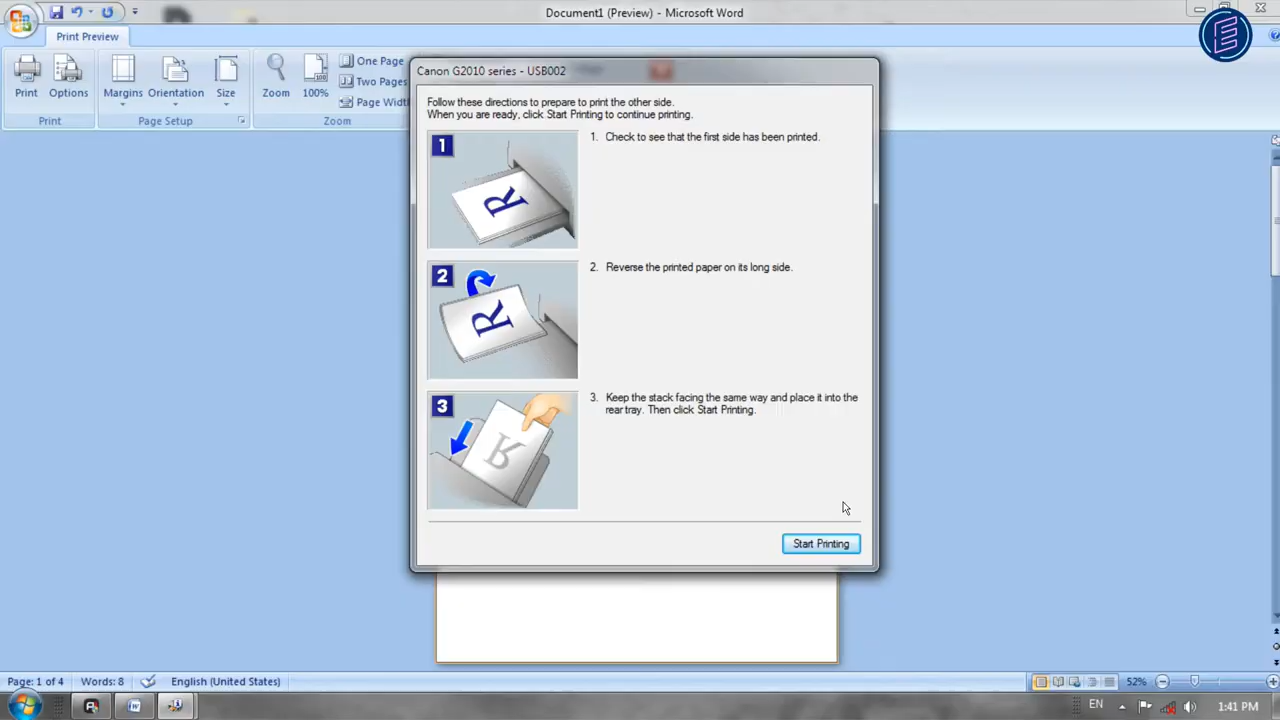 Document1 (Preview) - Microsoft Word
Print Preview
Print
Options
Margins
Orientation
Size
Zoom
100%
One Page
Two Pages
Page Width
Print
Page Setup
Zoom
Canon G2010 series - USB002
Follow these directions to prepare to print the other side.
When you are ready, click Start Printing to continue printing.
1
1. Check to see that the first side has been printed.
R
2
2. Reverse the printed paper on its long side.
R
3
3. Keep the stack facing the same way and place it into the
rear tray. Then click Start Printing.
R
Start Printing
Page: 1 of 4
Words: 8
English (United States)
52%
EN
1:41 PM